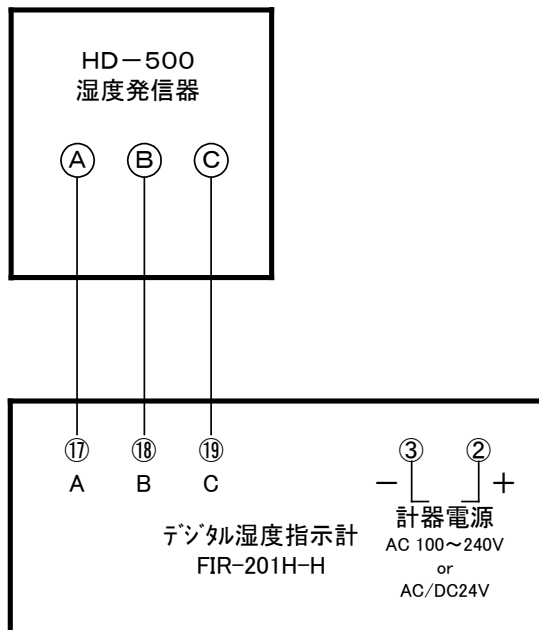 HD－500
湿度発信器
Ⓐ Ⓑ Ⓒ
⑰ ⑱ ⑲ ③ ②
A B C － ＋
計器電源
デジタル湿度指示計
AC 100～240V
FIR-201H-H
or
AC/DC24V